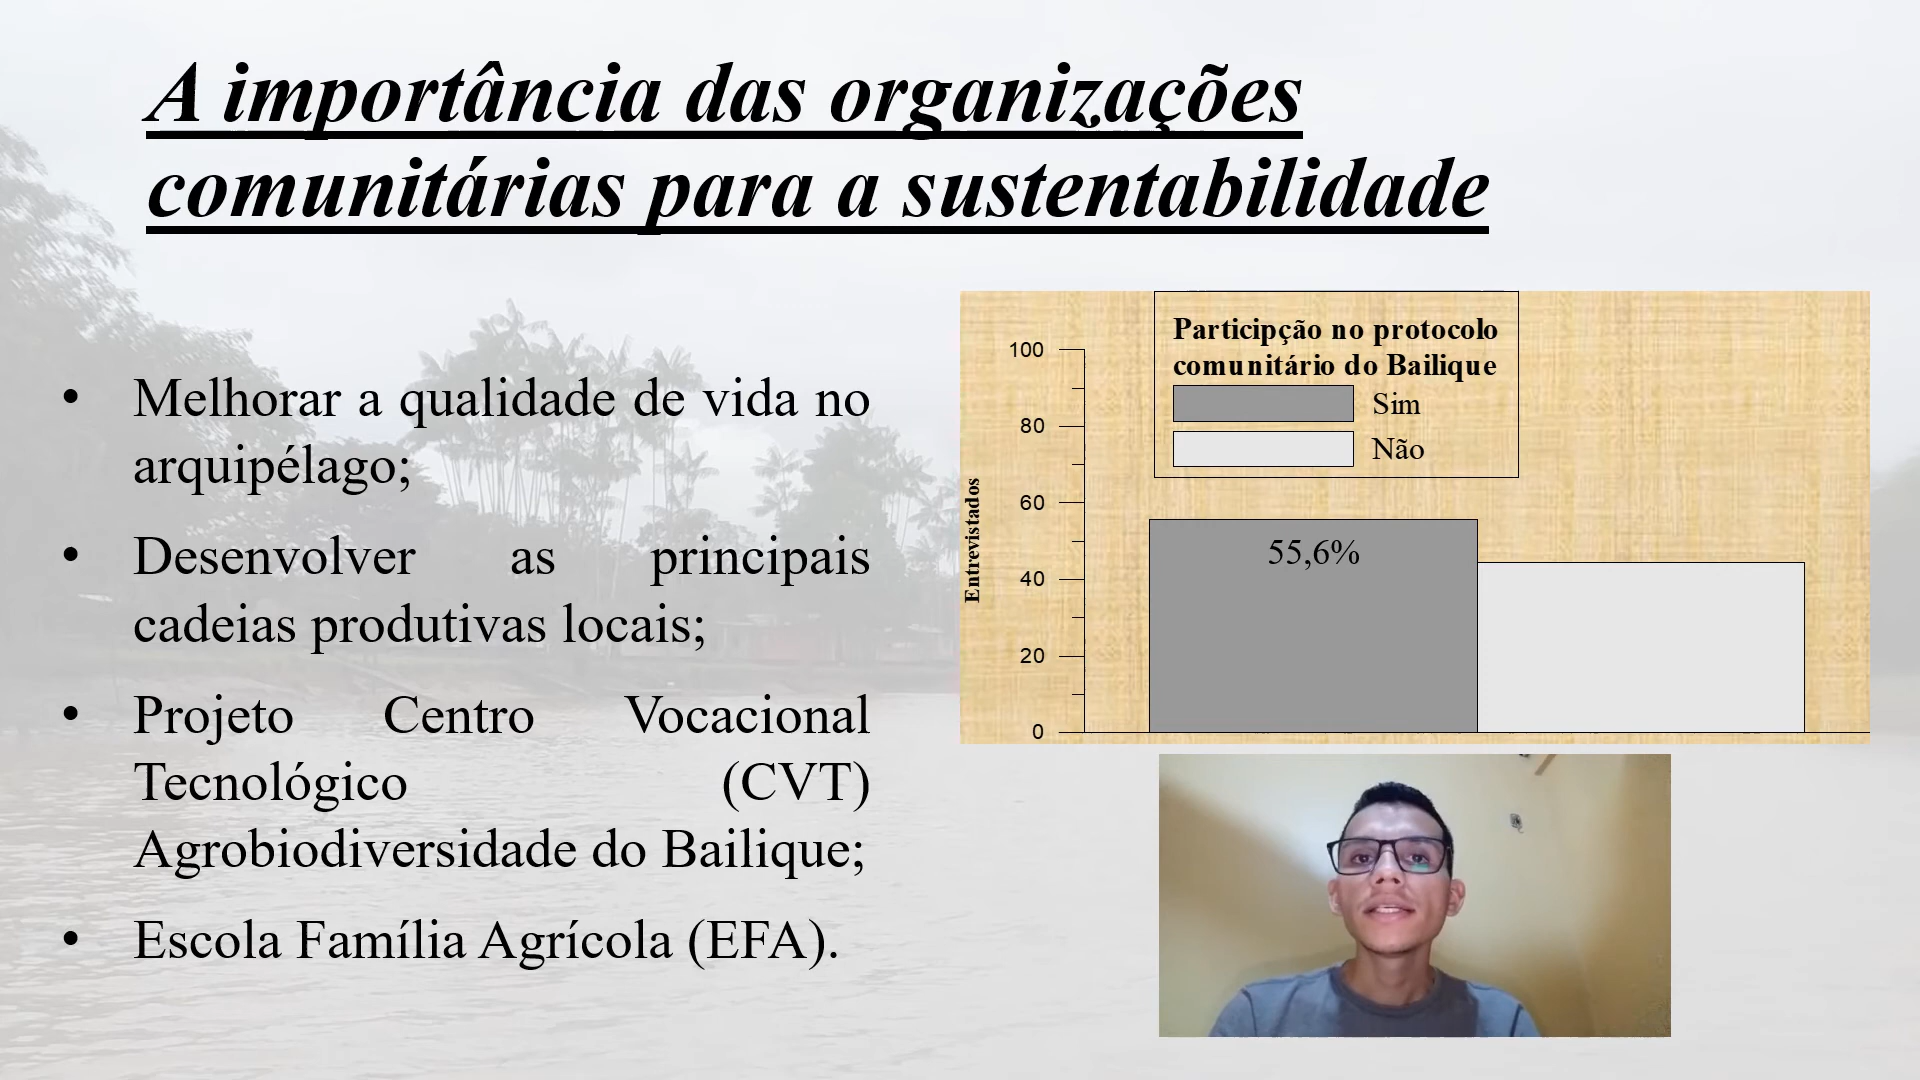 A importância das organizações
comunitárias para a sustentabilidade
• Melhorar a qualidade de vida no
arquipélago;
• Desenvolver as principais
cadeias produtivas locais;
• Projeto Centro Vocacional
Tecnológico (CVT)
Agrobiodiversidade do Bailique;
• Escola Família Agrícola (EFA).
Particpção no protocolo
comunitário do Bailique
Sim
Não
Entrevistados
100
80
60
40
20
0
55,6%